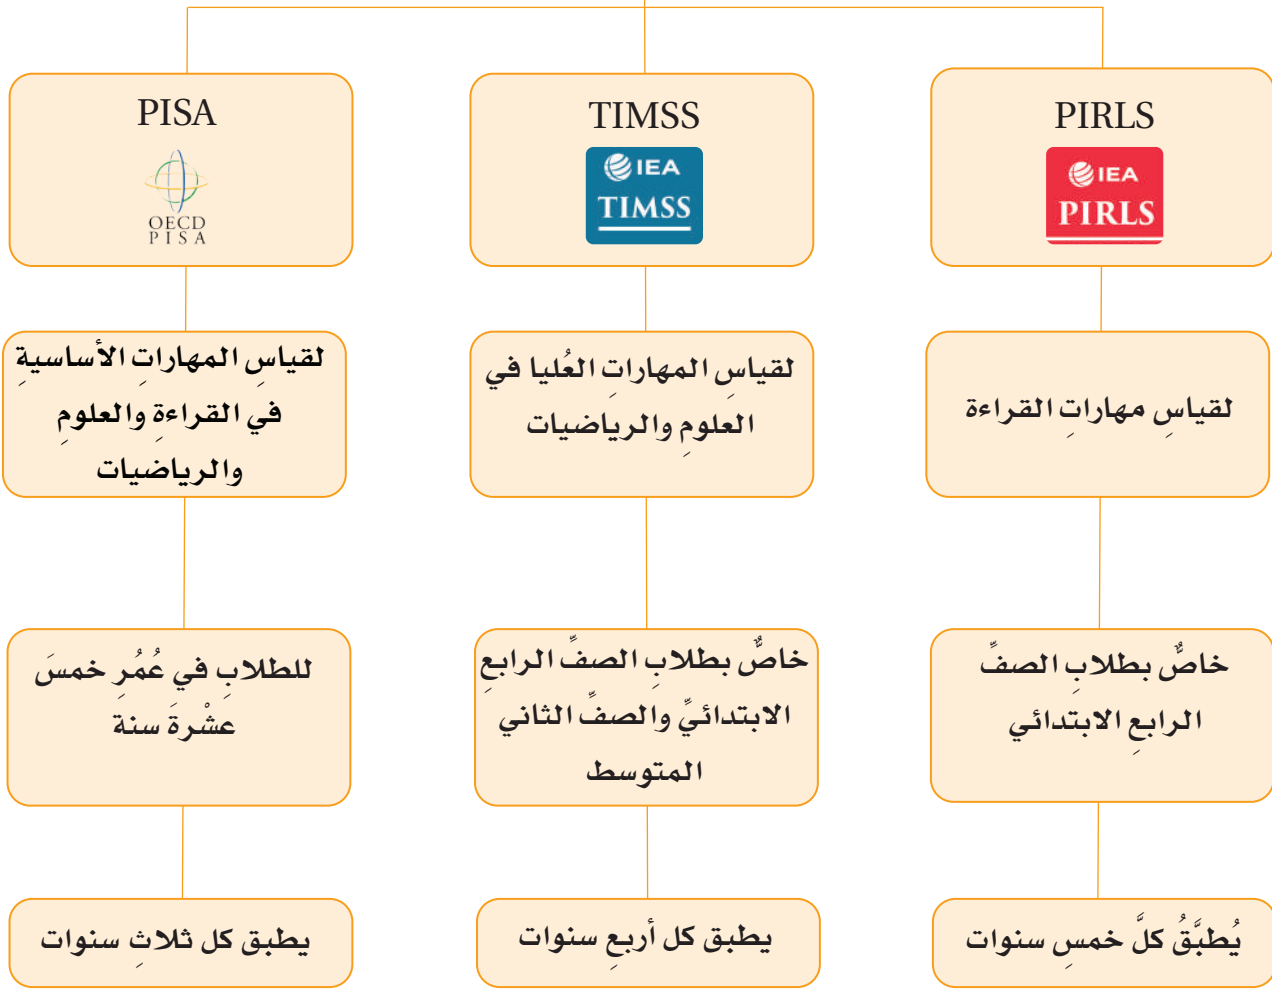 PIRLS
IEA
PIRLS
لقياسِ مهاراتِ القراءة
خاصٌّ بطلابِ الصفِّ
الرابعِ الابتدائي
يُطبَّقُ كلَّ خمسِ سنوات
TIMSS
IEA
TIMSS
لقياسِ المهاراتِ العُليا في
العلومِ والرياضيات
خاصٌّ بطلابِ الصفِّ الرابعِ
الابتدائيِّ والصفِّ الثاني
المتوسط
يطبق كل أربعِ سنوات
PISA
OECD
PISA
لقياسِ المهاراتِ الأساسيةِ
في القراءةِ والعلومِ
والرياضيات
للطلابِ في عُمُرِ خمسَ
عشْرةَ سنة
يطبق كل ثلاثِ سنوات